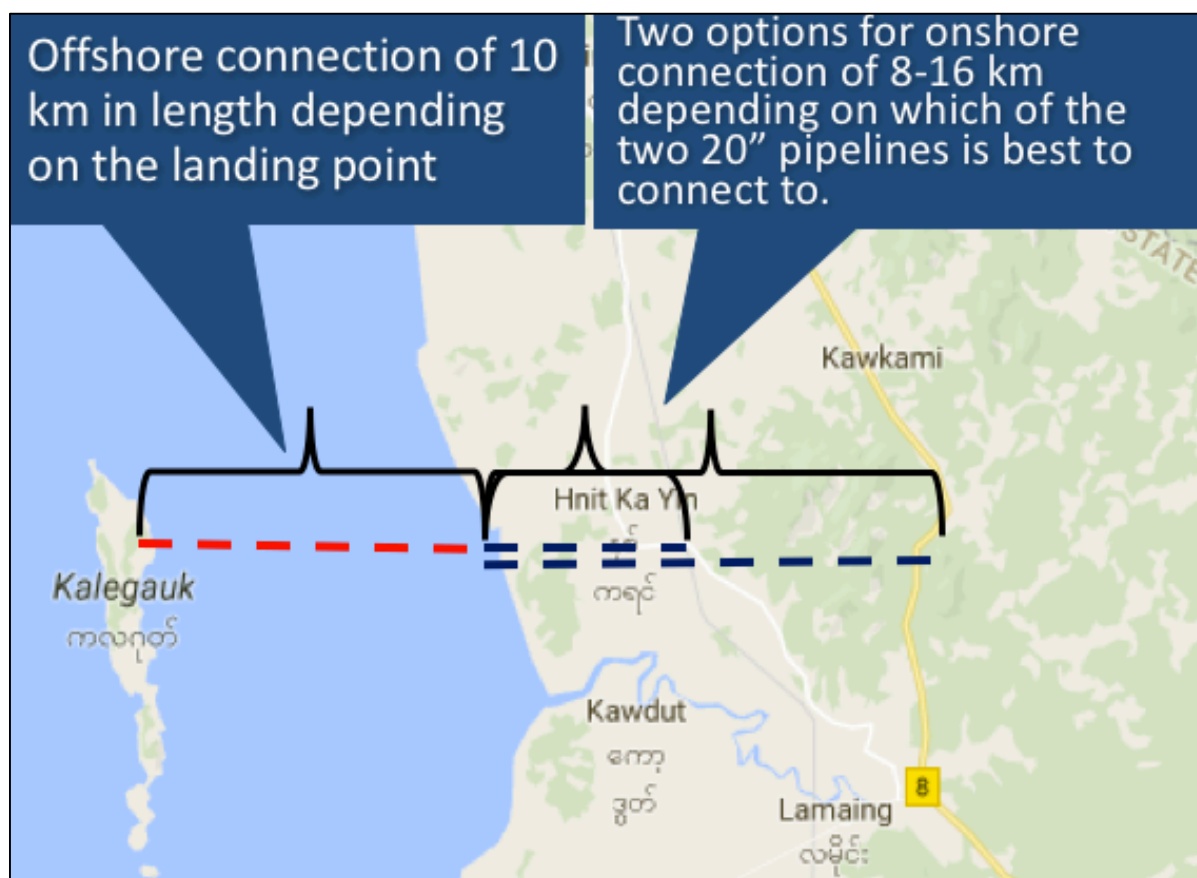 Offshore connection of 10
km in length depending
on the landing point
Two options for onshore
connection of 8-16 km
depending on which of the
two 20” pipelines is best to
connect to.
STATE
Kawkami
Hnit Ka Yin
ကရင်
Kalegauk
ကလဂုတ်
Kawdut
ကော့
ဒွတ်
8
Lamaing
လမိုင်း